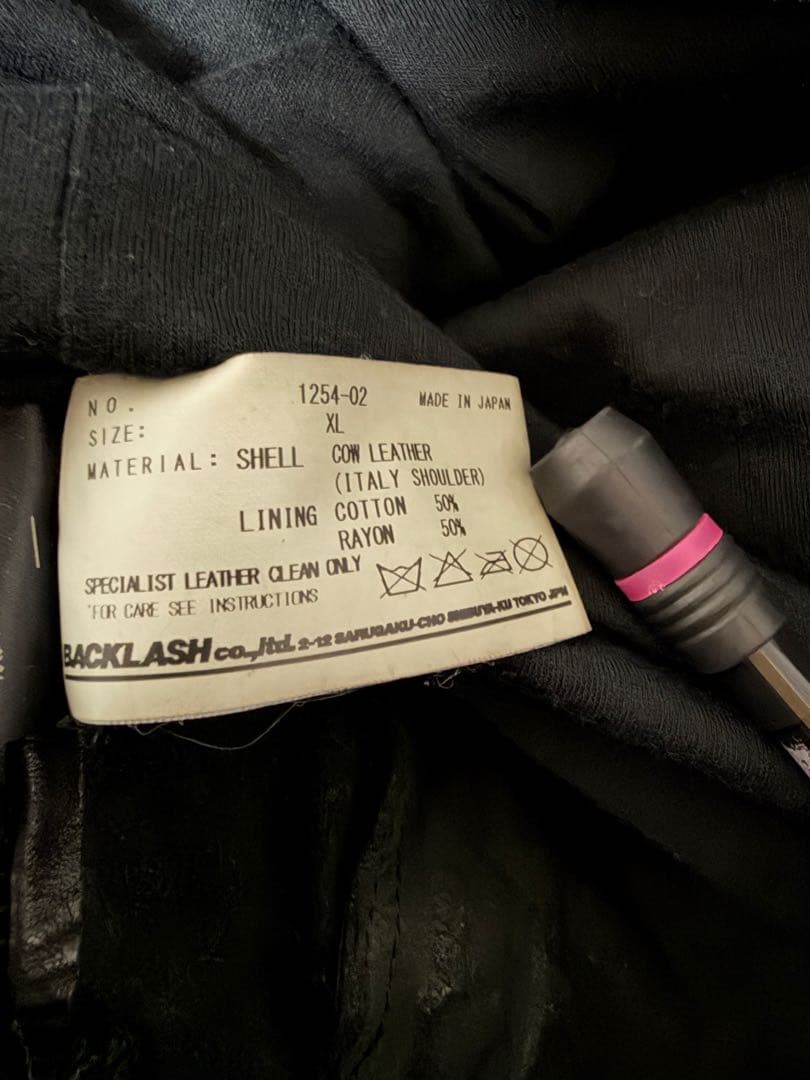 NO. 1254-02 MADE IN JAPAN
SIZE: XL
MATERIAL: SHELL COW LEATHER
(ITALY SHOULDER)
LINING COTTON 50%
RAYON 50%
SPECIALIST LEATHER CLEAN ONLY
*FOR CARE SEE INSTRUCTIONS
BACKLASH co.,ltd. 2-12 SARUGAKU-CHO SHIBUYA-KU TOKYO JPN